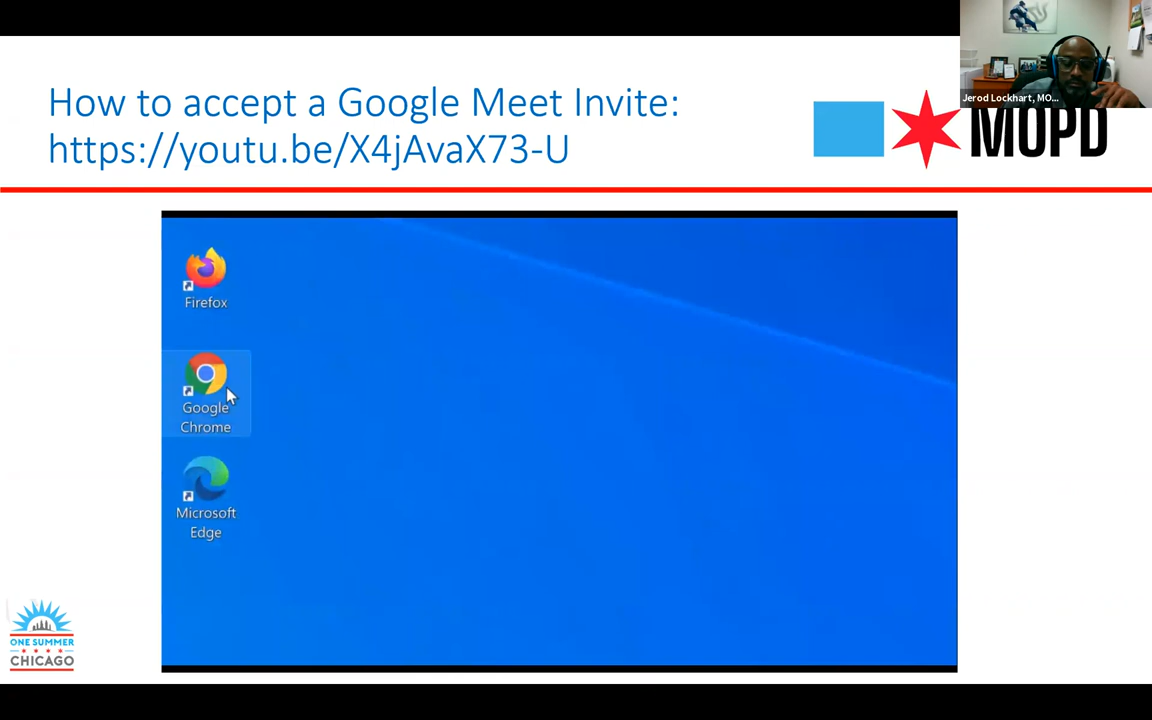 How to accept a Google Meet Invite:
https://youtu.be/X4jAvaX73-U
Jerod Lockhart, MO...
MOPD
Firefox
Google
Chrome
Microsoft
Edge
ONE SUMMER
CHICAGO